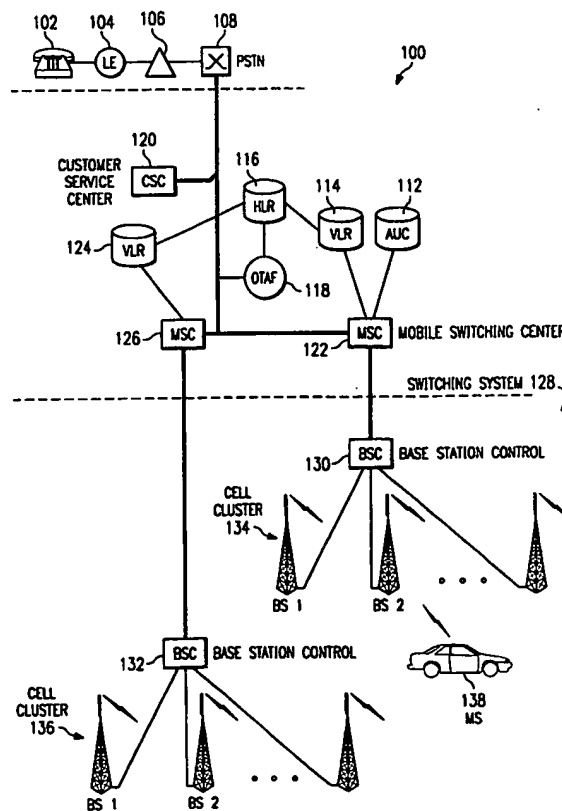 102
104
106
108
LE
PSTN
100
120
CSC
CUSTOMER
SERVICE
CENTER
116
HLR
114
VLR
112
AUC
124
VLR
OTAF
118
126
MSC
122
MSC
MOBILE SWITCHING CENTER
SWITCHING SYSTEM 128
130
BSC
BASE STATION CONTROL
CELL
CLUSTER
134
BS 1
BS 2
132
BSC
BASE STATION CONTROL
138
MS
CELL
CLUSTER
136
BS 1
BS 2